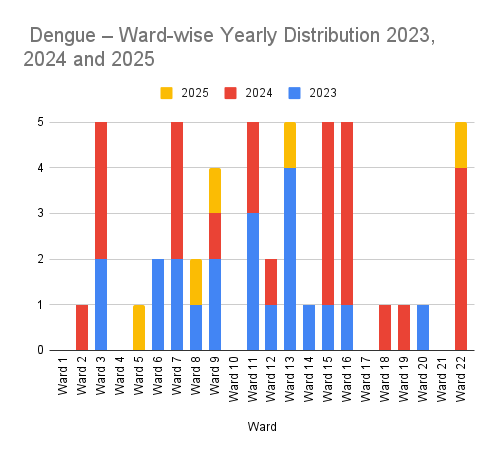 Dengue – Ward-wise Yearly Distribution 2023,
2024 and 2025
2025 2024 2023
5
4
3
2
1
0
Ward 1
Ward 2
Ward 3
Ward 4
Ward 5
Ward 6
Ward 7
Ward 8
Ward 9
Ward 10
Ward 11
Ward 12
Ward 13
Ward 14
Ward 15
Ward 16
Ward 17
Ward 18
Ward 19
Ward 20
Ward 21
Ward 22
Ward